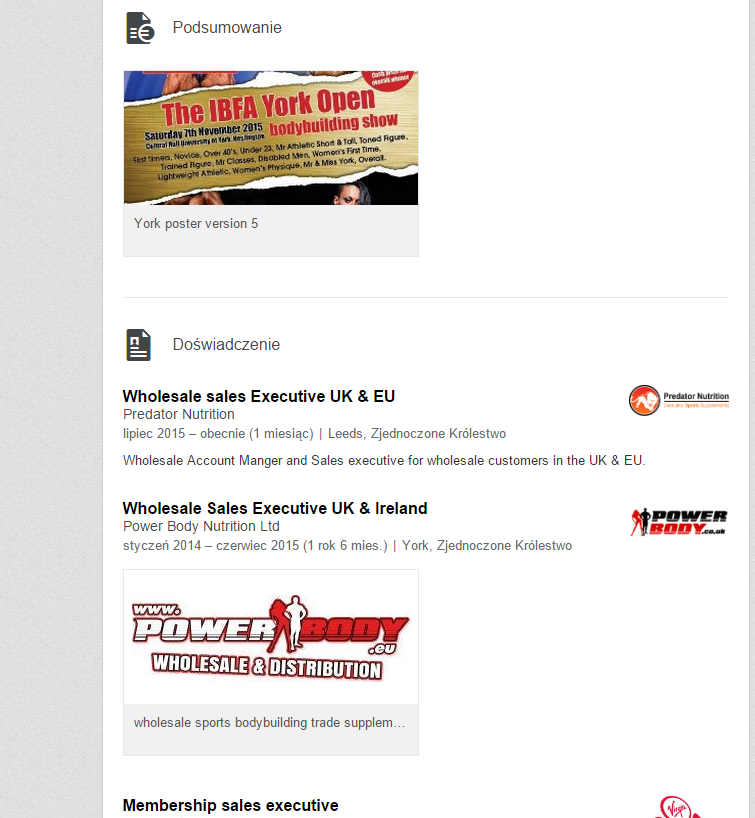 Podsumowanie
The IBFA York Open
Saturday 7th November 2015
bodybuilding show
Central Hall University of York, Heslington
First timers, Novice, Over 40's, Under 23, Mr Athletic Short & Tall, Toned Figure,
Trained Figure, Mr Classes, Disabled Men, Women's First Time,
Lightweight Athletic, Women's Physique, Mr & Miss York, Overall.
York poster version 5
Doświadczenie
Wholesale sales Executive UK & EU
Predator Nutrition
Predator Nutrition
lipiec 2015 – obecnie (1 miesiąc) | Leeds, Zjednoczone Królestwo
Wholesale Account Manger and Sales executive for wholesale customers in the UK & EU.
Wholesale Sales Executive UK & Ireland
POWER
BODY.co.uk
Power Body Nutrition Ltd
styczeń 2014 – czerwiec 2015 (1 rok 6 mies.) | York, Zjednoczone Królestwo
www.
POWER BODY
.eu
WHOLESALE & DISTRIBUTION
wholesale sports bodybuilding trade supplem…
Membership sales executive
Virgin